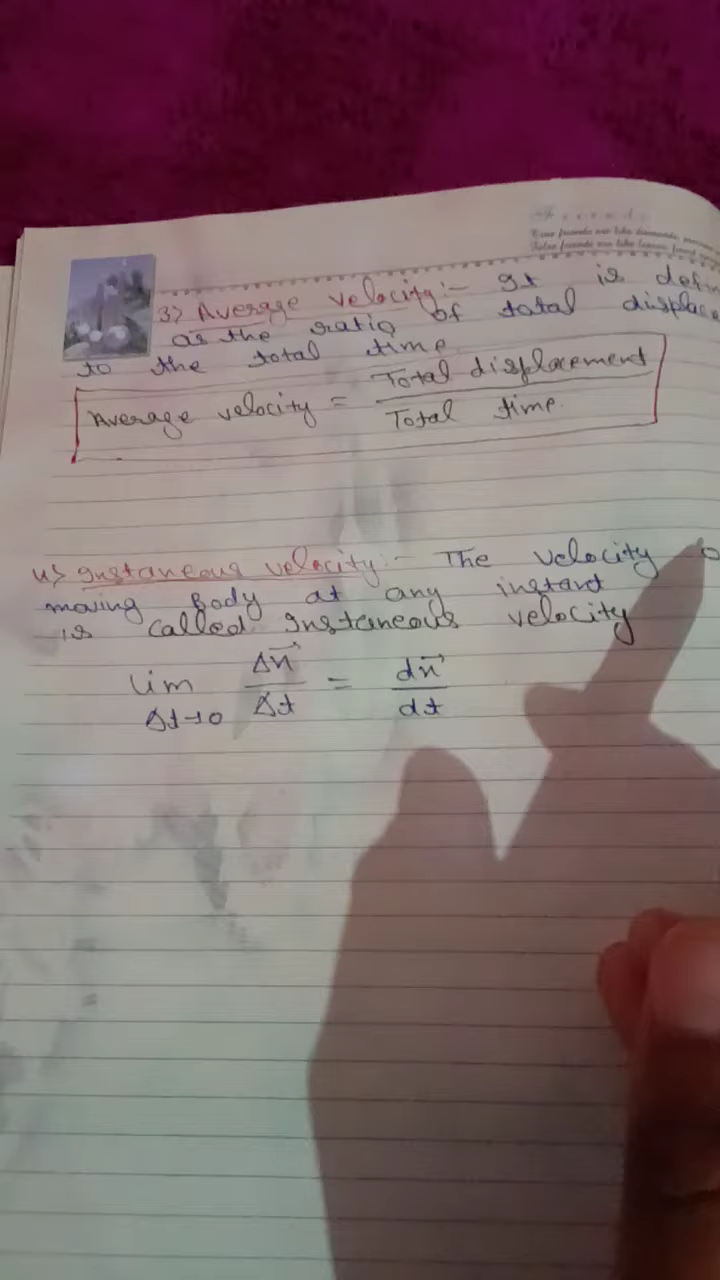 3) Average velocity:- It is defin
as the ratio of total displace
to the total time
Average velocity = Total displacement
Total time.
4) Instaneous velocity:- The velocity o
moving Body at any instant
is called Instaneous velocity
lim Δx⃗ = dx⃗
Δt→0 Δt dt